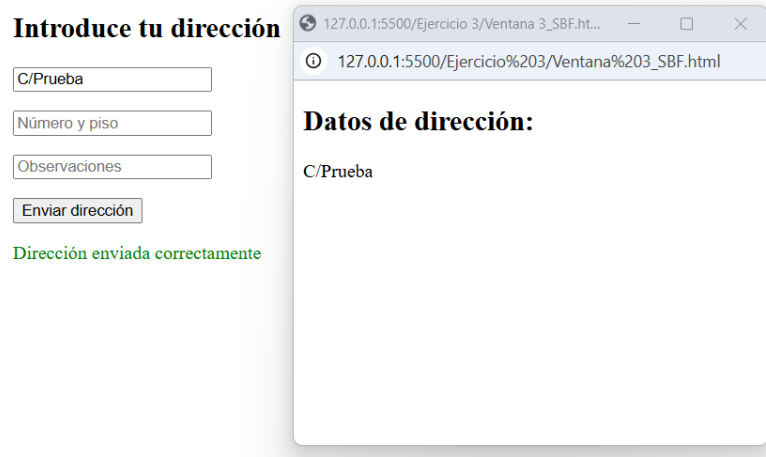 Introduce tu dirección
C/Prueba
Número y piso
Observaciones
Enviar dirección
Dirección enviada correctamente
127.0.0.1:5500/Ejercicio 3/Ventana 3_SBF.ht...
127.0.0.1:5500/Ejercicio%203/Ventana%203_SBF.html
Datos de dirección:
C/Prueba